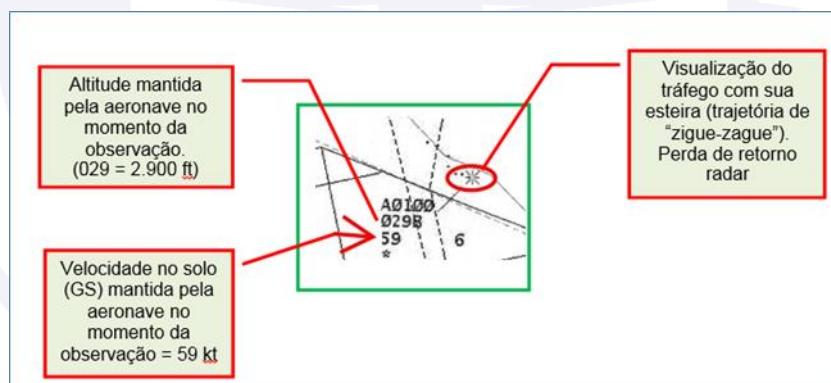 Altitude mantida
pela aeronave no
momento da
observação.
(029 = 2.900 ft)
Visualização do
tráfego com sua
esteira (trajetória de
“zigue-zague”).
Perda de retorno
radar
AØ1ØØ
Ø29B
59 6
*
Velocidade no solo
(GS) mantida pela
aeronave no
momento da
observação = 59 kt